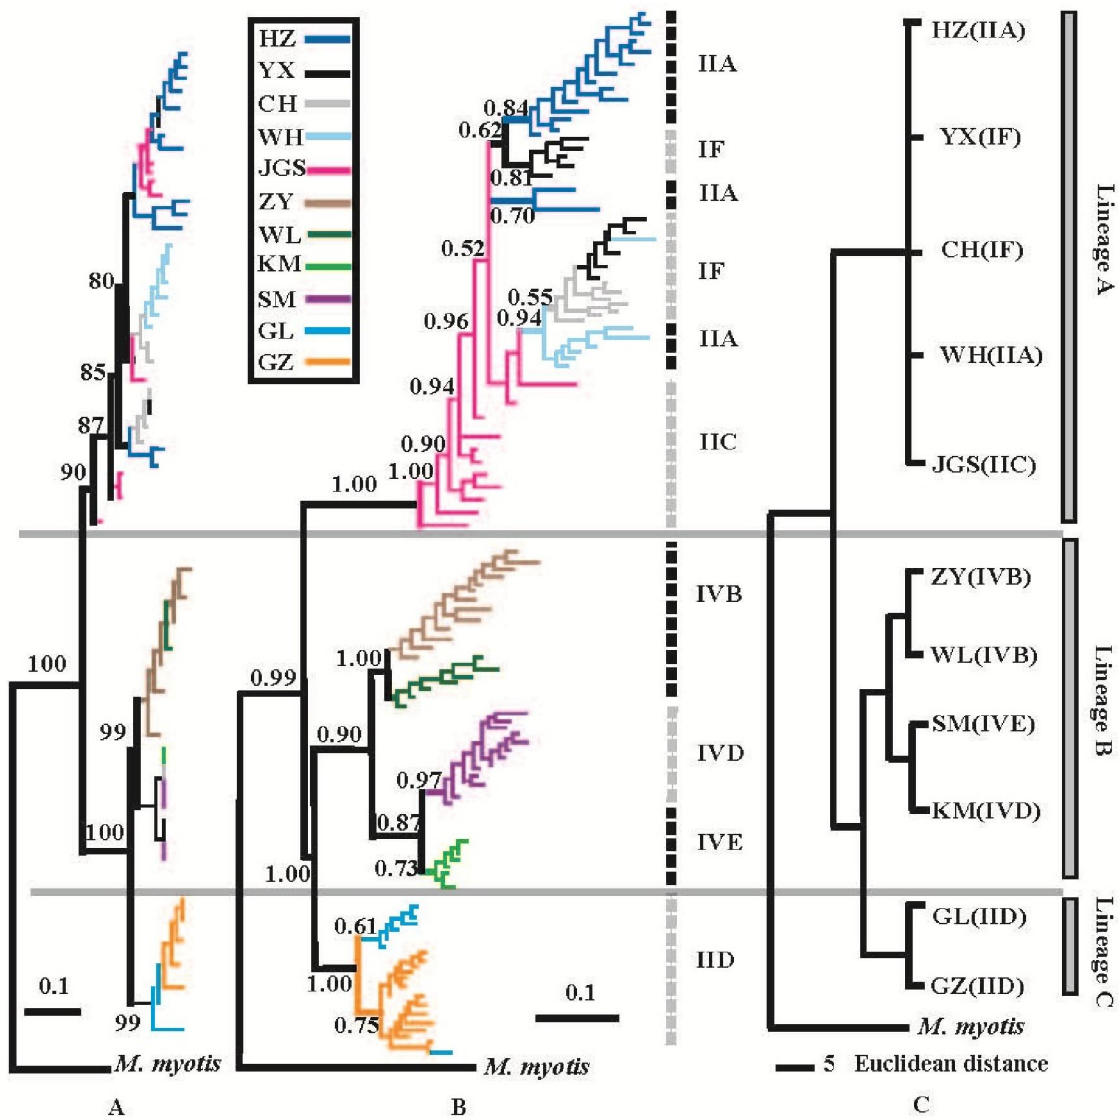 HZ
YX
CH
WH
JGS
ZY
WL
KM
SM
GL
GZ
80
85
87
90
100
99
100
99
0.1
M. myotis
A
0.84
0.62
0.81
0.70
0.52
0.55
0.94
0.96
0.94
0.90
1.00
1.00
0.99
1.00
0.90
0.97
0.87
0.73
1.00
0.61
1.00
0.75
0.1
M. myotis
B
IIA
IF
IIA
IF
IIA
IIC
IVB
IVD
IVE
IID
HZ(IIA)
YX(IF)
CH(IF)
WH(IIA)
JGS(IIC)
ZY(IVB)
WL(IVB)
SM(IVE)
KM(IVD)
GL(IID)
GZ(IID)
M. myotis
5 Euclidean distance
C
Lineage A
Lineage B
Lineage C